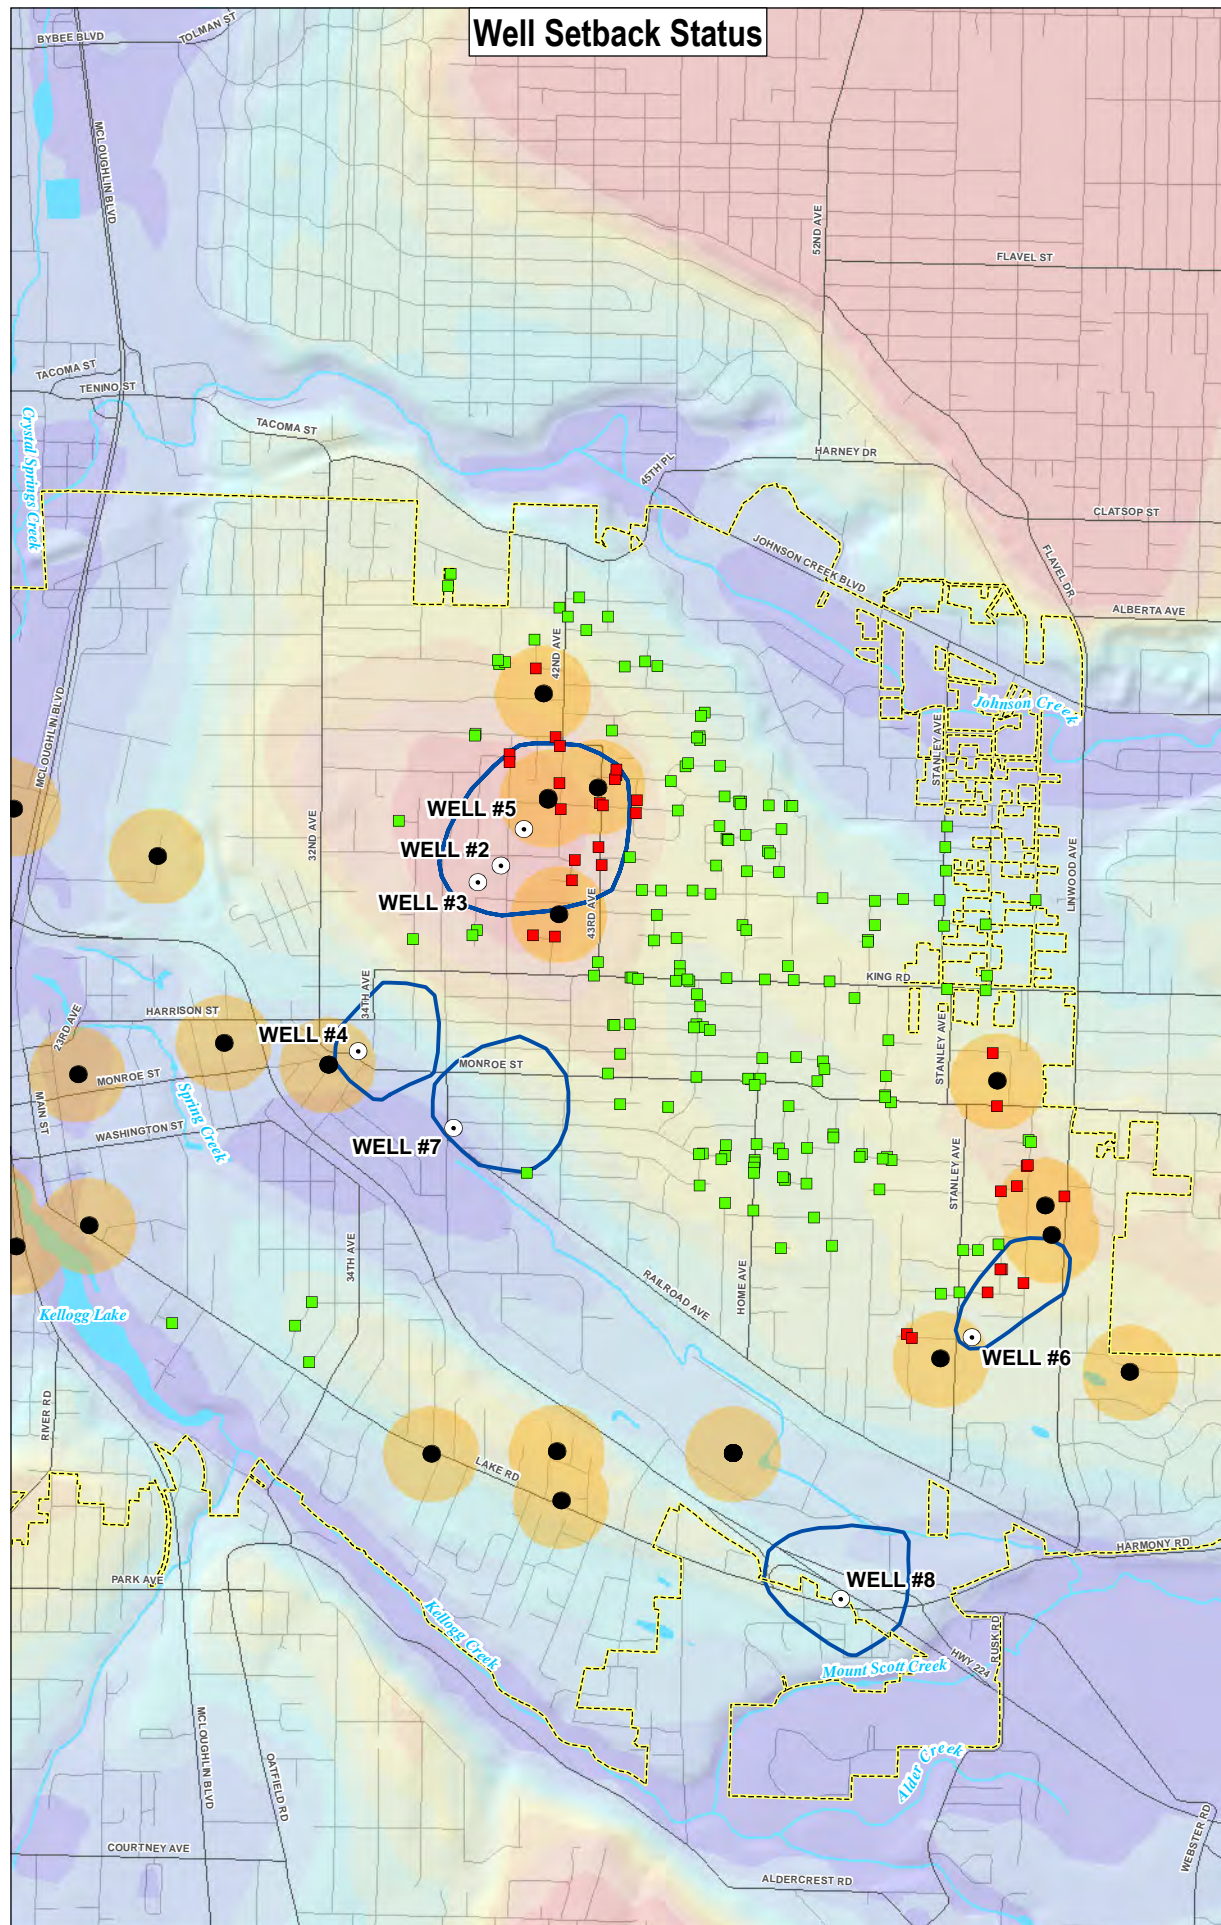 Well Setback Status
TOLMAN ST
BYBEE BLVD
MCLOUGHLIN BLVD
52ND AVE
FLAVEL ST
TACOMA ST
TENINO ST
TACOMA ST
Crystal Springs Creek
HARNEY DR
45TH PL
CLATSOP ST
JOHNSON CREEK BLVD
FLAVEL DR
ALBERTA AVE
42ND AVE
Johnson Creek
MCLOUGHLIN BLVD
STANLEY AVE
WELL #5
32ND AVE
WELL #2
LINWOOD AVE
WELL #3
43RD AVE
KING RD
34TH AVE
HARRISON ST
23RD AVE
WELL #4
STANLEY AVE
MONROE ST
MONROE ST
MAIN ST
Spring Creek
WASHINGTON ST
WELL #7
STANLEY AVE
34TH AVE
RAILROAD AVE
HOME AVE
Kellogg Lake
WELL #6
RIVER RD
LAKE RD
HARMONY RD
PARK AVE
WELL #8
Kellogg Creek
RUSK RD
HWY 224
Mount Scott Creek
MCLOUGHLIN BLVD
OATFIELD RD
Alder Creek
WEBSTER RD
COURTNEY AVE
ALDERCREST RD